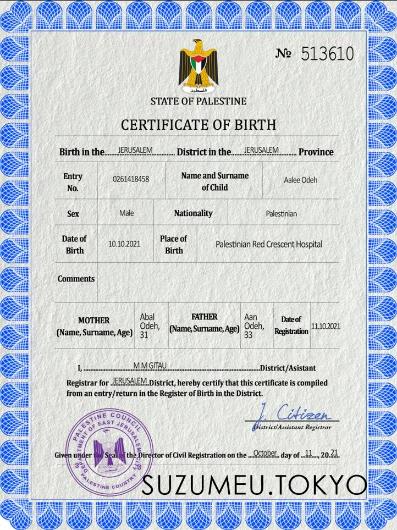 № 513610
STATE OF PALESTINE
CERTIFICATE OF BIRTH
Birth in the JERUSALEM District in the JERUSALEM Province
Entry No. 0261418458 Name and Surname of Child Aalee Odeh
Sex Male Nationality Palestinian
Date of Birth 10.10.2021 Place of Birth Palestinian Red Crescent Hospital
Comments
MOTHER (Name, Surname, Age) Abal Odeh, 31 FATHER (Name, Surname, Age) Aan Odeh, 33 Date of Registration 11.10.2021
I, M M GITAU District/Asistant
Registrar for JERUSALEM District, hereby certify that this certificate is compiled
from an entry/return in the Register of Birth in the District.
J. Citizen
District/Assistant Registrar
Given under the Seal of the Director of Civil Registration on the October day of 11, 2021
PALESTINE COUNCIL
OF EAST JERUSALEM
PALESTINE COUNTRY
SUZUMEU.TOKYO